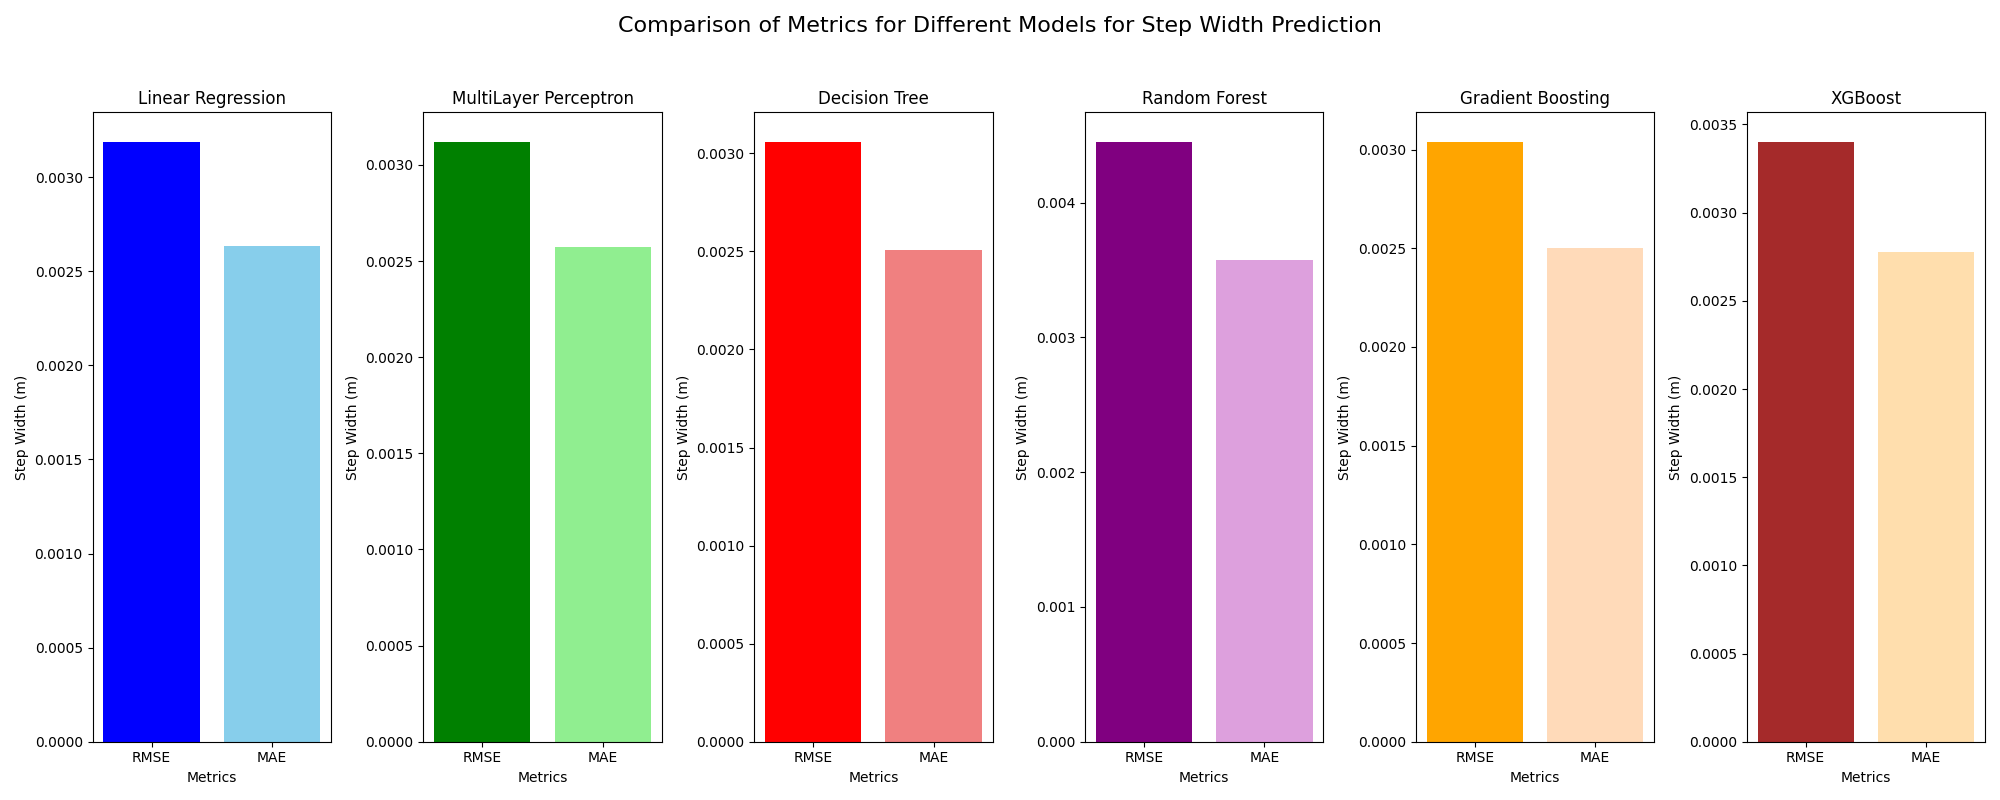 Comparison of Metrics for Different Models for Step Width Prediction
Linear Regression
0.0030
0.0025
0.0020
0.0015
0.0010
0.0005
0.0000
Step Width (m)
RMSE MAE
Metrics
MultiLayer Perceptron
0.0030
0.0025
0.0020
0.0015
0.0010
0.0005
0.0000
Step Width (m)
RMSE MAE
Metrics
Decision Tree
0.0030
0.0025
0.0020
0.0015
0.0010
0.0005
0.0000
Step Width (m)
RMSE MAE
Metrics
Random Forest
0.004
0.003
0.002
0.001
0.000
Step Width (m)
RMSE MAE
Metrics
Gradient Boosting
0.0030
0.0025
0.0020
0.0015
0.0010
0.0005
0.0000
Step Width (m)
RMSE MAE
Metrics
XGBoost
0.0035
0.0030
0.0025
0.0020
0.0015
0.0010
0.0005
0.0000
Step Width (m)
RMSE MAE
Metrics